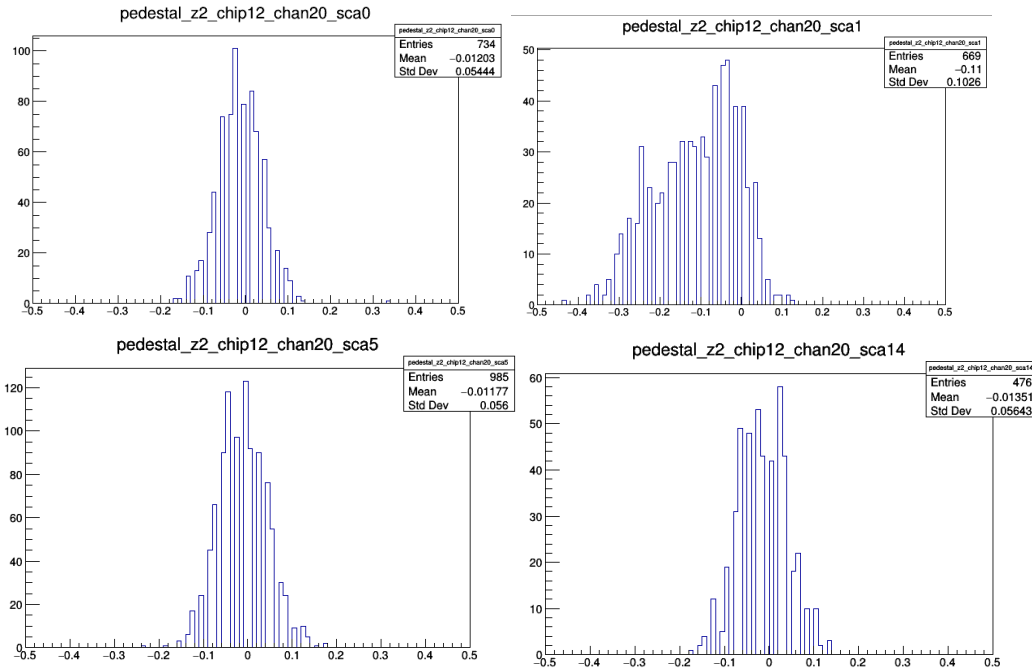 pedestal_z2_chip12_chan20_sca0
pedestal_z2_chip12_chan20_sca0
Entries 734
Mean −0.01203
Std Dev 0.05444
100
80
60
40
20
0
−0.5 −0.4 −0.3 −0.2 −0.1 0 0.1 0.2 0.3 0.4 0.5
pedestal_z2_chip12_chan20_sca1
pedestal_z2_chip12_chan20_sca1
Entries 669
Mean −0.11
Std Dev 0.1026
50
40
30
20
10
0
−0.5 −0.4 −0.3 −0.2 −0.1 0 0.1 0.2 0.3 0.4 0.5
pedestal_z2_chip12_chan20_sca5
pedestal_z2_chip12_chan20_sca5
Entries 985
Mean −0.01177
Std Dev 0.056
120
100
80
60
40
20
0
−0.5 −0.4 −0.3 −0.2 −0.1 0 0.1 0.2 0.3 0.4 0.5
pedestal_z2_chip12_chan20_sca14
pedestal_z2_chip12_chan20_sca14
Entries 476
Mean −0.01351
Std Dev 0.05643
60
50
40
30
20
10
0
−0.5 −0.4 −0.3 −0.2 −0.1 0 0.1 0.2 0.3 0.4 0.5